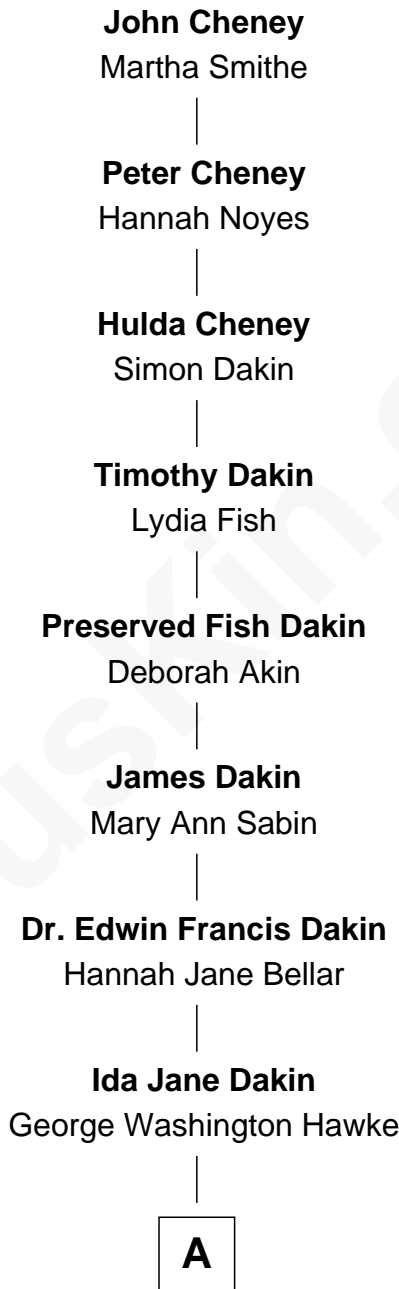 John Cheney
Martha Smithe
Peter Cheney
Hannah Noyes
Hulda Cheney
Simon Dakin
Timothy Dakin
Lydia Fish
Preserved Fish Dakin
Deborah Akin
James Dakin
Mary Ann Sabin
Dr. Edwin Francis Dakin
Hannah Jane Bellar
Ida Jane Dakin
George Washington Hawke
A